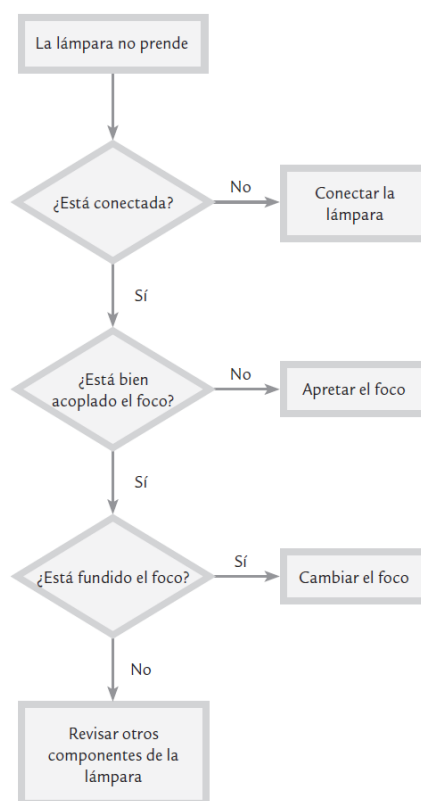 La lámpara no prende
¿Está conectada?
No
Conectar la
lámpara
Sí
¿Está bien
acoplado el foco?
No
Apretar el foco
Sí
¿Está fundido el foco?
Sí
Cambiar el foco
No
Revisar otros
componentes de la
lámpara